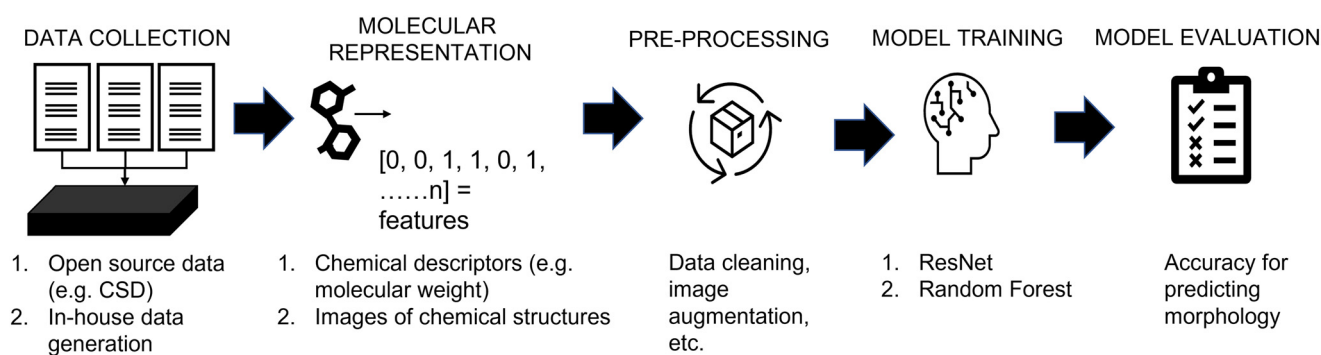 DATA COLLECTION
MOLECULAR
REPRESENTATION
PRE-PROCESSING
MODEL TRAINING
MODEL EVALUATION
[0, 0, 1, 1, 0, 1,
……n] =
features
1. Open source data
(e.g. CSD)
2. In-house data
generation
1. Chemical descriptors (e.g.
molecular weight)
2. Images of chemical structures
Data cleaning,
image
augmentation,
etc.
1. ResNet
2. Random Forest
Accuracy for
predicting
morphology